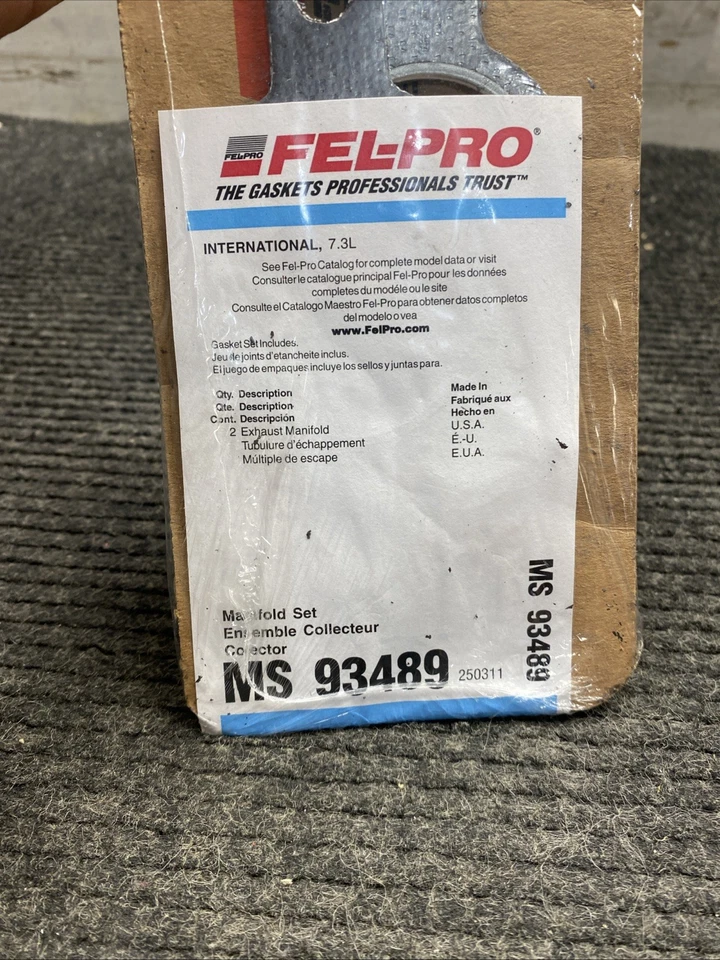 FEL-PRO
FEL-PRO®
THE GASKETS PROFESSIONALS TRUST™
INTERNATIONAL, 7.3L
See Fel-Pro Catalog for complete model data or visit
Consulter le catalogue principal Fel-Pro pour les données
completes du modéle ou le site
Consulte el Catalogo Maestro Fel-Pro para obtener datos completos
del modelo o vea
www.FelPro.com
Gasket Set Includes.
Jeu de joints d'etancheite inclus.
El juego de empaques incluye los sellos y juntas para.
Qty. Description
Qte. Description
Cont. Descripción
Made In
Fabriqué aux
Hecho en
2 Exhaust Manifold
Tubulure d'échappement
Múltiple de escape
U.S.A.
É.-U.
E.U.A.
MS 93489
Manifold Set
Ensemble Collecteur
Colector
MS 93489 250311